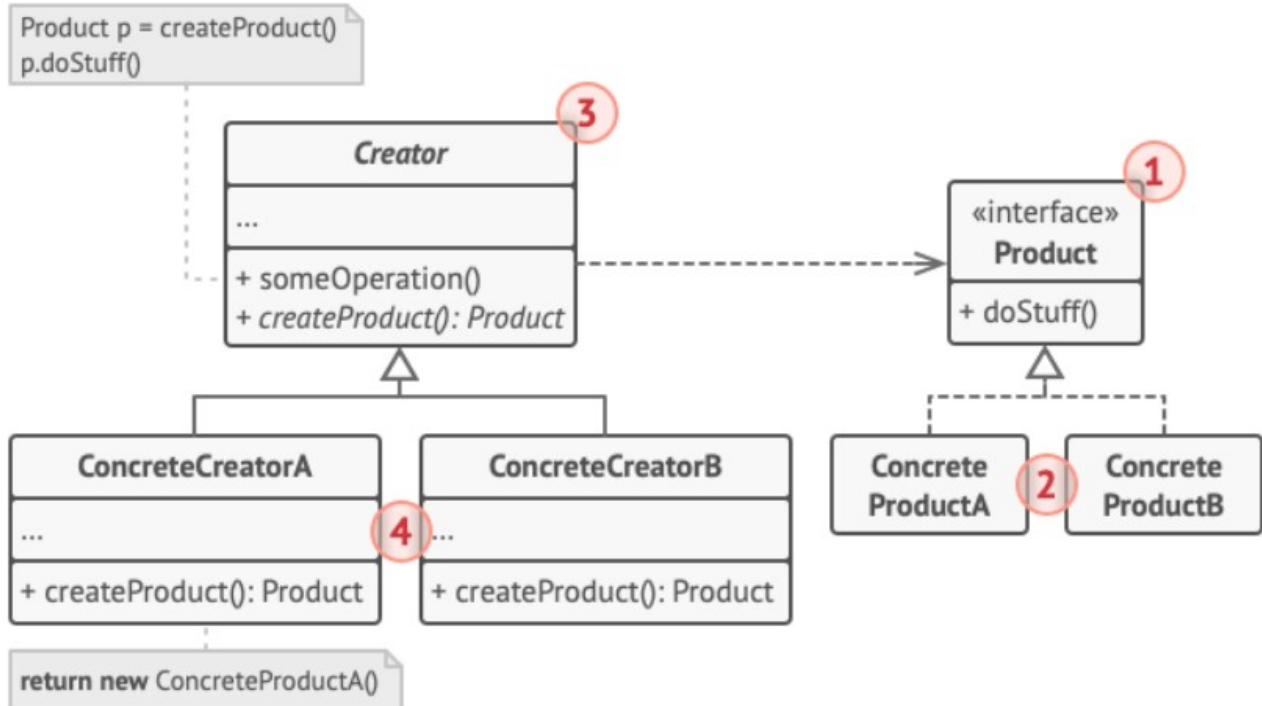 Product p = createProduct()
p.doStuff()
3
Creator
...
+ someOperation()
+ createProduct(): Product
1
«interface»
Product
+ doStuff()
ConcreteCreatorA
...
+ createProduct(): Product
4
ConcreteCreatorB
...
+ createProduct(): Product
Concrete
ProductA
2
Concrete
ProductB
return new ConcreteProductA()